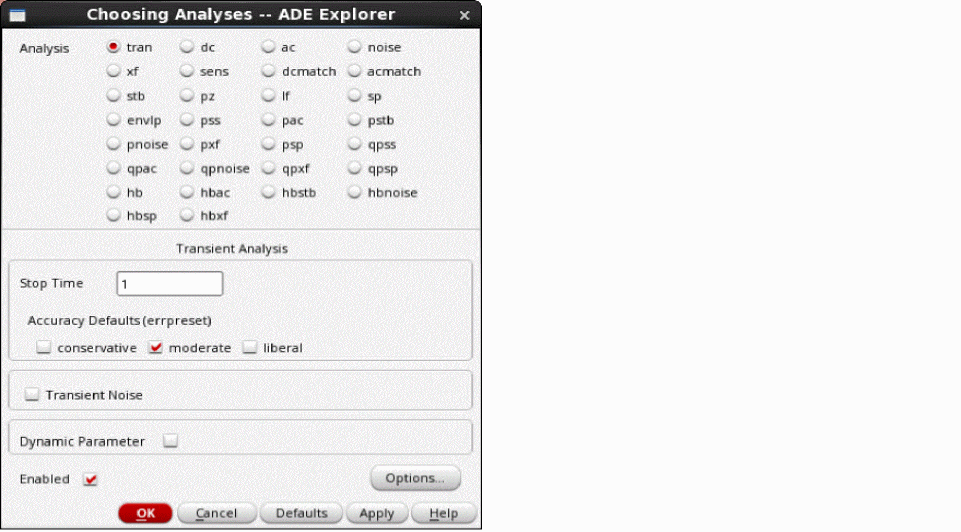 Choosing Analyses -- ADE Explorer
Analysis tran dc ac noise
xf sens dcmatch acmatch
stb pz lf sp
envlp pss pac pstb
pnoise pxf psp qpss
qpac qpnoise qpxf qpsp
hb hbac hbstb hbnoise
hbsp hbxf
Transient Analysis
Stop Time 1
Accuracy Defaults (errpreset)
conservative moderate liberal
Transient Noise
Dynamic Parameter
Enabled Options...
OK Cancel Defaults Apply Help